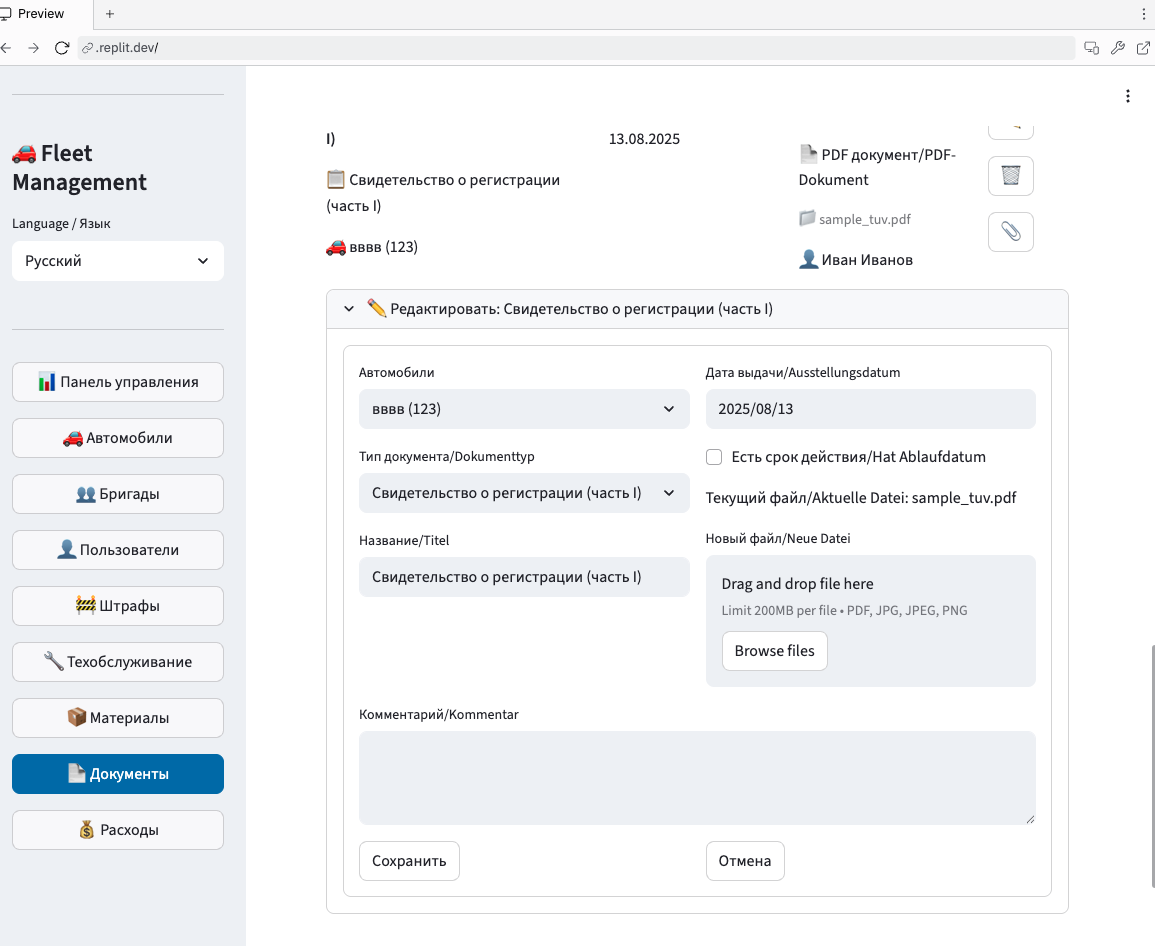 Preview
.replit.dev/
Fleet
Management
Language / Язык
Русский
Панель управления
Автомобили
Бригады
Пользователи
Штрафы
Техобслуживание
Материалы
Документы
Расходы
I)
13.08.2025
Свидетельство о регистрации
(часть I)
вввв (123)
PDF документ/PDF-
Dokument
sample_tuv.pdf
Иван Иванов
Редактировать: Свидетельство о регистрации (часть I)
Автомобили
вввв (123)
Тип документа/Dokumenttyp
Свидетельство о регистрации (часть I)
Название/Titel
Свидетельство о регистрации (часть I)
Дата выдачи/Ausstellungsdatum
2025/08/13
Есть срок действия/Hat Ablaufdatum
Текущий файл/Aktuelle Datei: sample_tuv.pdf
Новый файл/Neue Datei
Drag and drop file here
Limit 200MB per file • PDF, JPG, JPEG, PNG
Browse files
Комментарий/Kommentar
Сохранить
Отмена